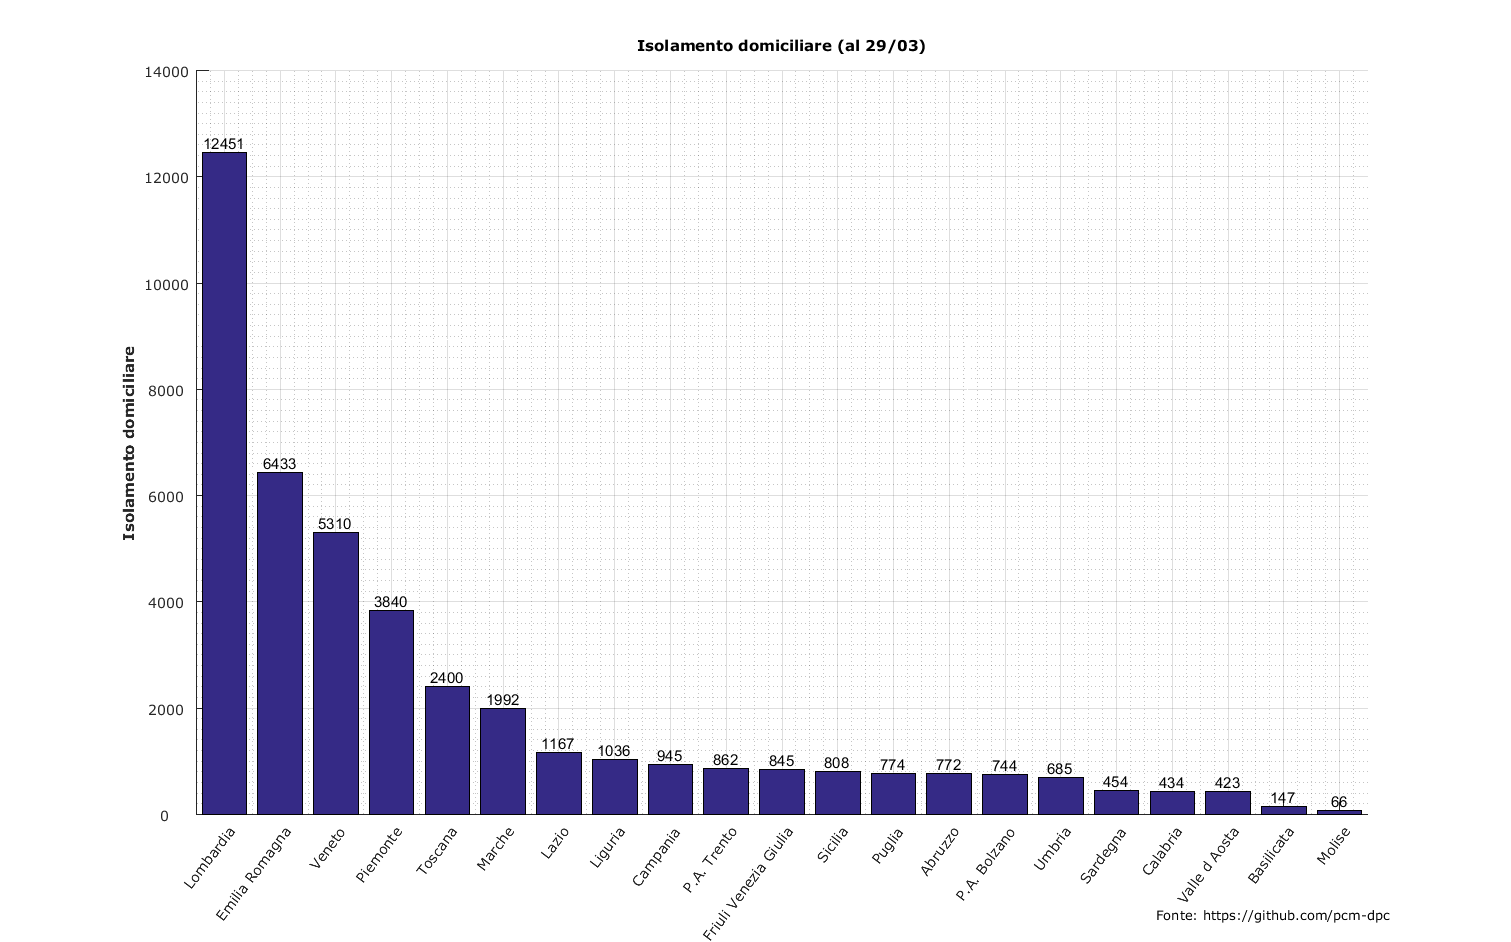 Isolamento domiciliare (al 29/03)
Isolamento domiciliare
14000
12000
10000
8000
6000
4000
2000
0
12451
6433
5310
3840
2400
1992
1167
1036
945
862
845
808
774
772
744
685
454
434
423
147
66
Lombardia
Emilia Romagna
Veneto
Piemonte
Toscana
Marche
Lazio
Liguria
Campania
P.A. Trento
Friuli Venezia Giulia
Sicilia
Puglia
Abruzzo
P.A. Bolzano
Umbria
Sardegna
Calabria
Valle d Aosta
Basilicata
Molise
Fonte: https://github.com/pcm-dpc